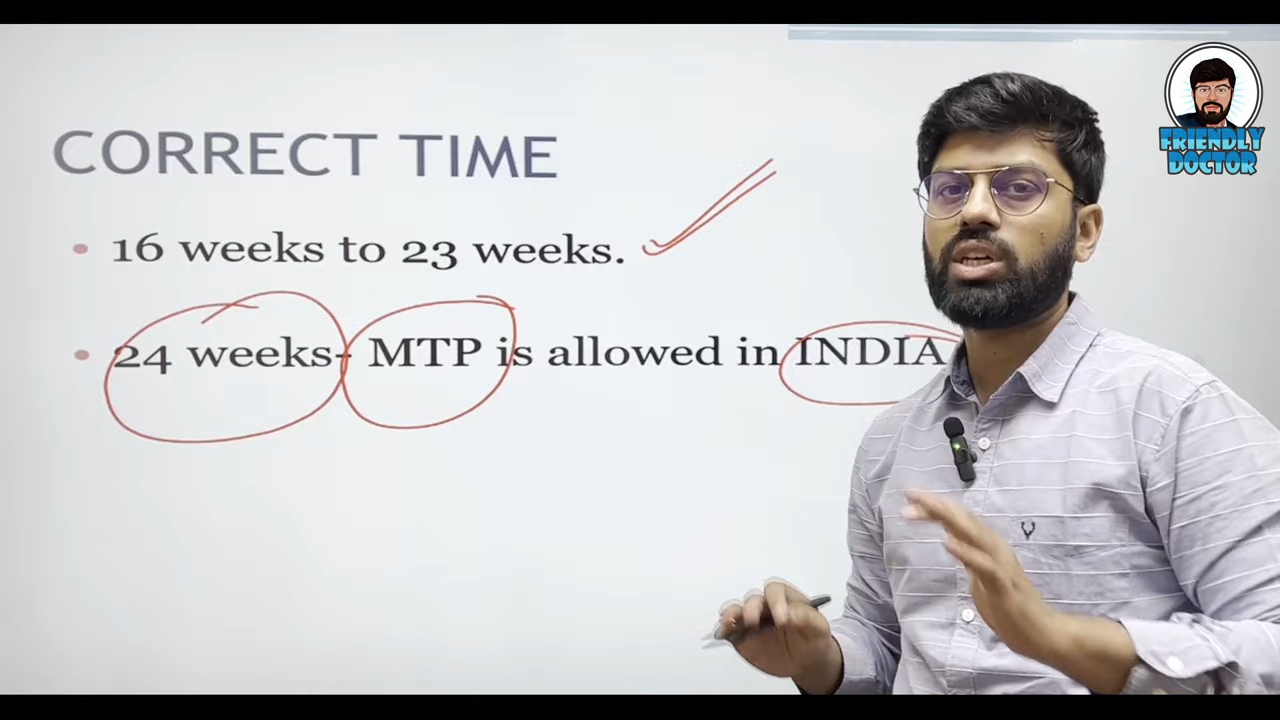 CORRECT TIME
• 16 weeks to 23 weeks.
• 24 weeks- MTP is allowed in INDIA
FRIENDLY
DOCTOR